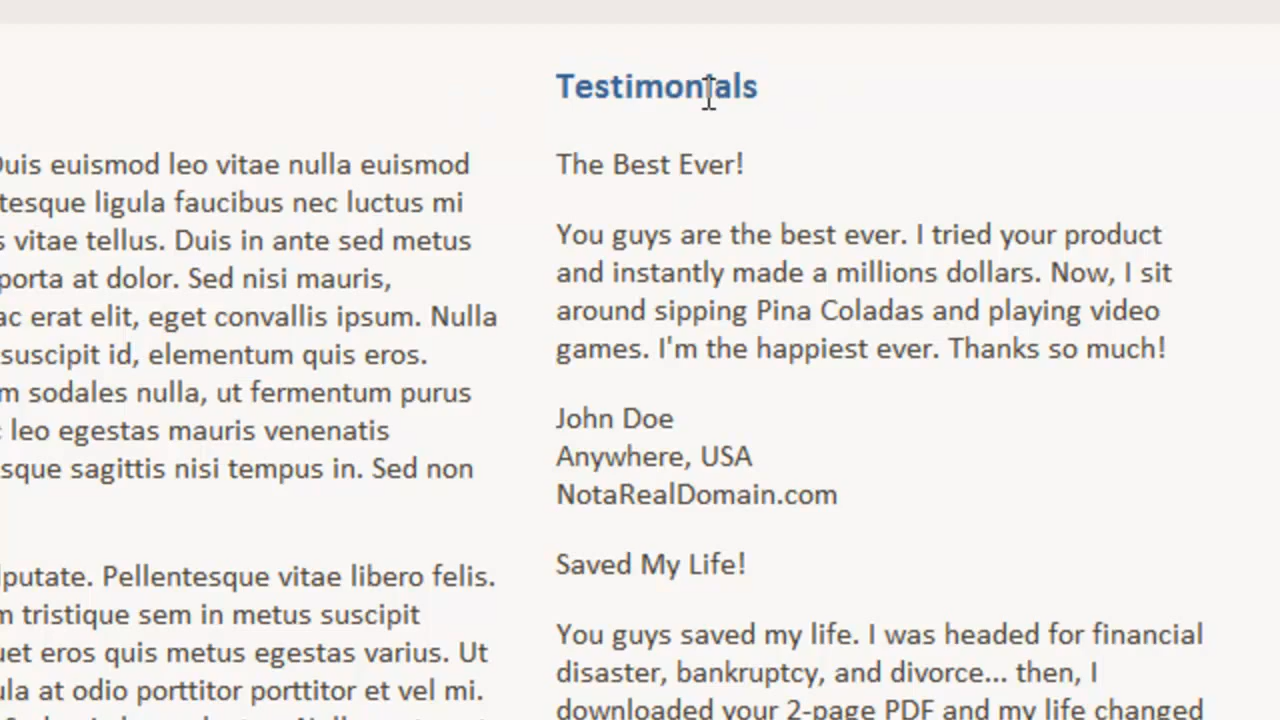 Testimonials
The Best Ever!
You guys are the best ever. I tried your product
and instantly made a millions dollars. Now, I sit
around sipping Pina Coladas and playing video
games. I'm the happiest ever. Thanks so much!
John Doe
Anywhere, USA
NotaRealDomain.com
Saved My Life!
You guys saved my life. I was headed for financial
disaster, bankruptcy, and divorce... then, I
downloaded your 2-page PDF and my life changed
Duis euismod leo vitae nulla euismod
tesque ligula faucibus nec luctus mi
s vitae tellus. Duis in ante sed metus
porta at dolor. Sed nisi mauris,
ac erat elit, eget convallis ipsum. Nulla
suscipit id, elementum quis eros.
m sodales nulla, ut fermentum purus
leo egestas mauris venenatis
sque sagittis nisi tempus in. Sed non
lputate. Pellentesque vitae libero felis.
m tristique sem in metus suscipit
uet eros quis metus egestas varius. Ut
ula at odio porttitor porttitor et vel mi.